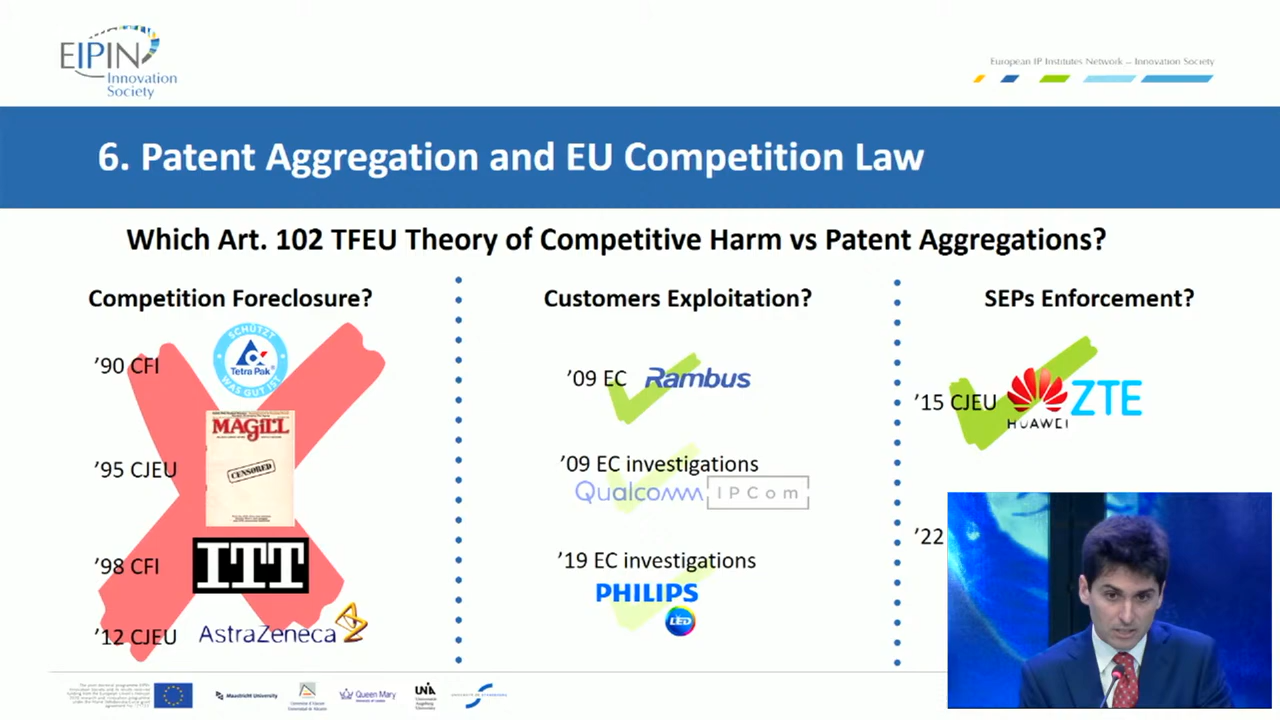 EIPIN
Innovation
Society
European IP Institutes Network – Innovation Society
6. Patent Aggregation and EU Competition Law
Which Art. 102 TFEU Theory of Competitive Harm vs Patent Aggregations?
Competition Foreclosure?
'90 CFI
SCHÜTZT
Tetra Pak
WAS GUT IST
MAGILL
CENSORED
'95 CJEU
'98 CFI
ITT
'12 CJEU
AstraZeneca
Customers Exploitation?
'09 EC
Rambus
'09 EC investigations
Qualcomm IPCom
'19 EC investigations
PHILIPS
LED
SEPs Enforcement?
'15 CJEU
HUAWEI
ZTE
'22
Maastricht University
Queen Mary